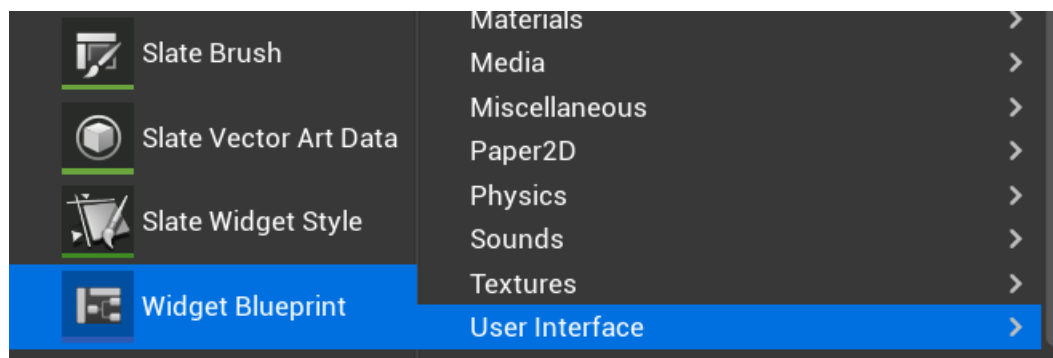 Slate Brush
Slate Vector Art Data
Slate Widget Style
Widget Blueprint
Materials
Media
Miscellaneous
Paper2D
Physics
Sounds
Textures
User Interface